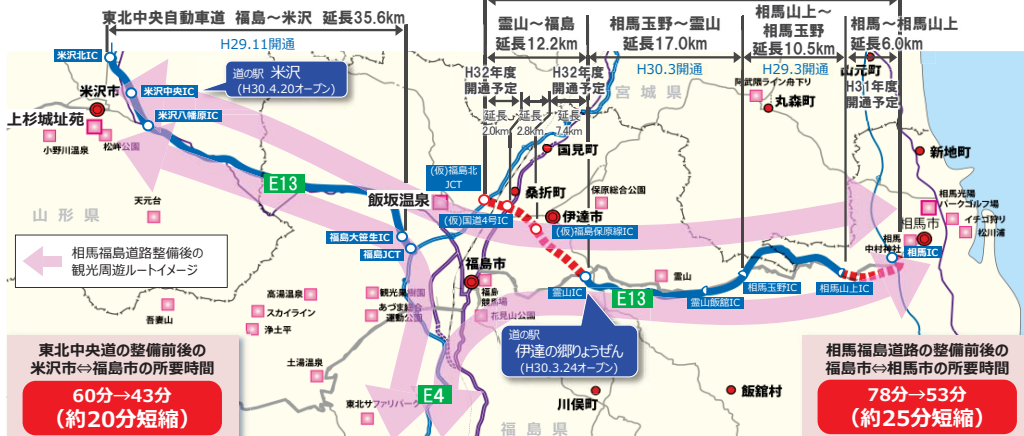 東北中央自動車道 福島～米沢 延長35.6km
H29.11開通
霊山～福島
延長12.2km
相馬玉野～霊山
延長17.0km
H30.3開通
相馬山上～
相馬玉野
延長10.5km
H29.3開通
相馬～相馬山上
延長6.0km
H32年度
開通予定
H32年度
開通予定
H31年度
開通予定
延長
2.0km
延長
2.8km
延長
7.4km
米沢北IC
米沢市
米沢中央IC
道の駅 米沢
(H30.4.20オープン)
上杉城址苑
米沢八幡原IC
小野川温泉
松岬公園
E13
天元台
山形県
飯坂温泉
(仮)福島北
JCT
(仮)国道4号IC
国見町
桑折町
伊達市
保原総合公園
(仮)福島保原線IC
宮城県
阿武隈ライン舟下り
丸森町
山元町
新地町
相馬光陽
パークゴルフ場
イチゴ狩り
松川浦
相馬市
相馬
中村神社
相馬IC
相馬福島道路整備後の
観光周遊ルートイメージ
福島大笹生IC
福島JCT
福島市
福島
競馬場
花見山公園
観光果樹園
あづま総合
運動公園
高湯温泉
スカイライン
浄土平
吾妻山
土湯温泉
東北サファリパーク
E4
霊山IC
霊山
E13
霊山飯舘IC
相馬玉野IC
相馬山上IC
道の駅
伊達の郷りょうぜん
(H30.3.24オープン)
川俣町
飯舘村
福島県
東北中央道の整備前後の
米沢市⇔福島市の所要時間
60分→43分
(約20分短縮)
相馬福島道路の整備前後の
福島市⇔相馬市の所要時間
78分→53分
(約25分短縮)